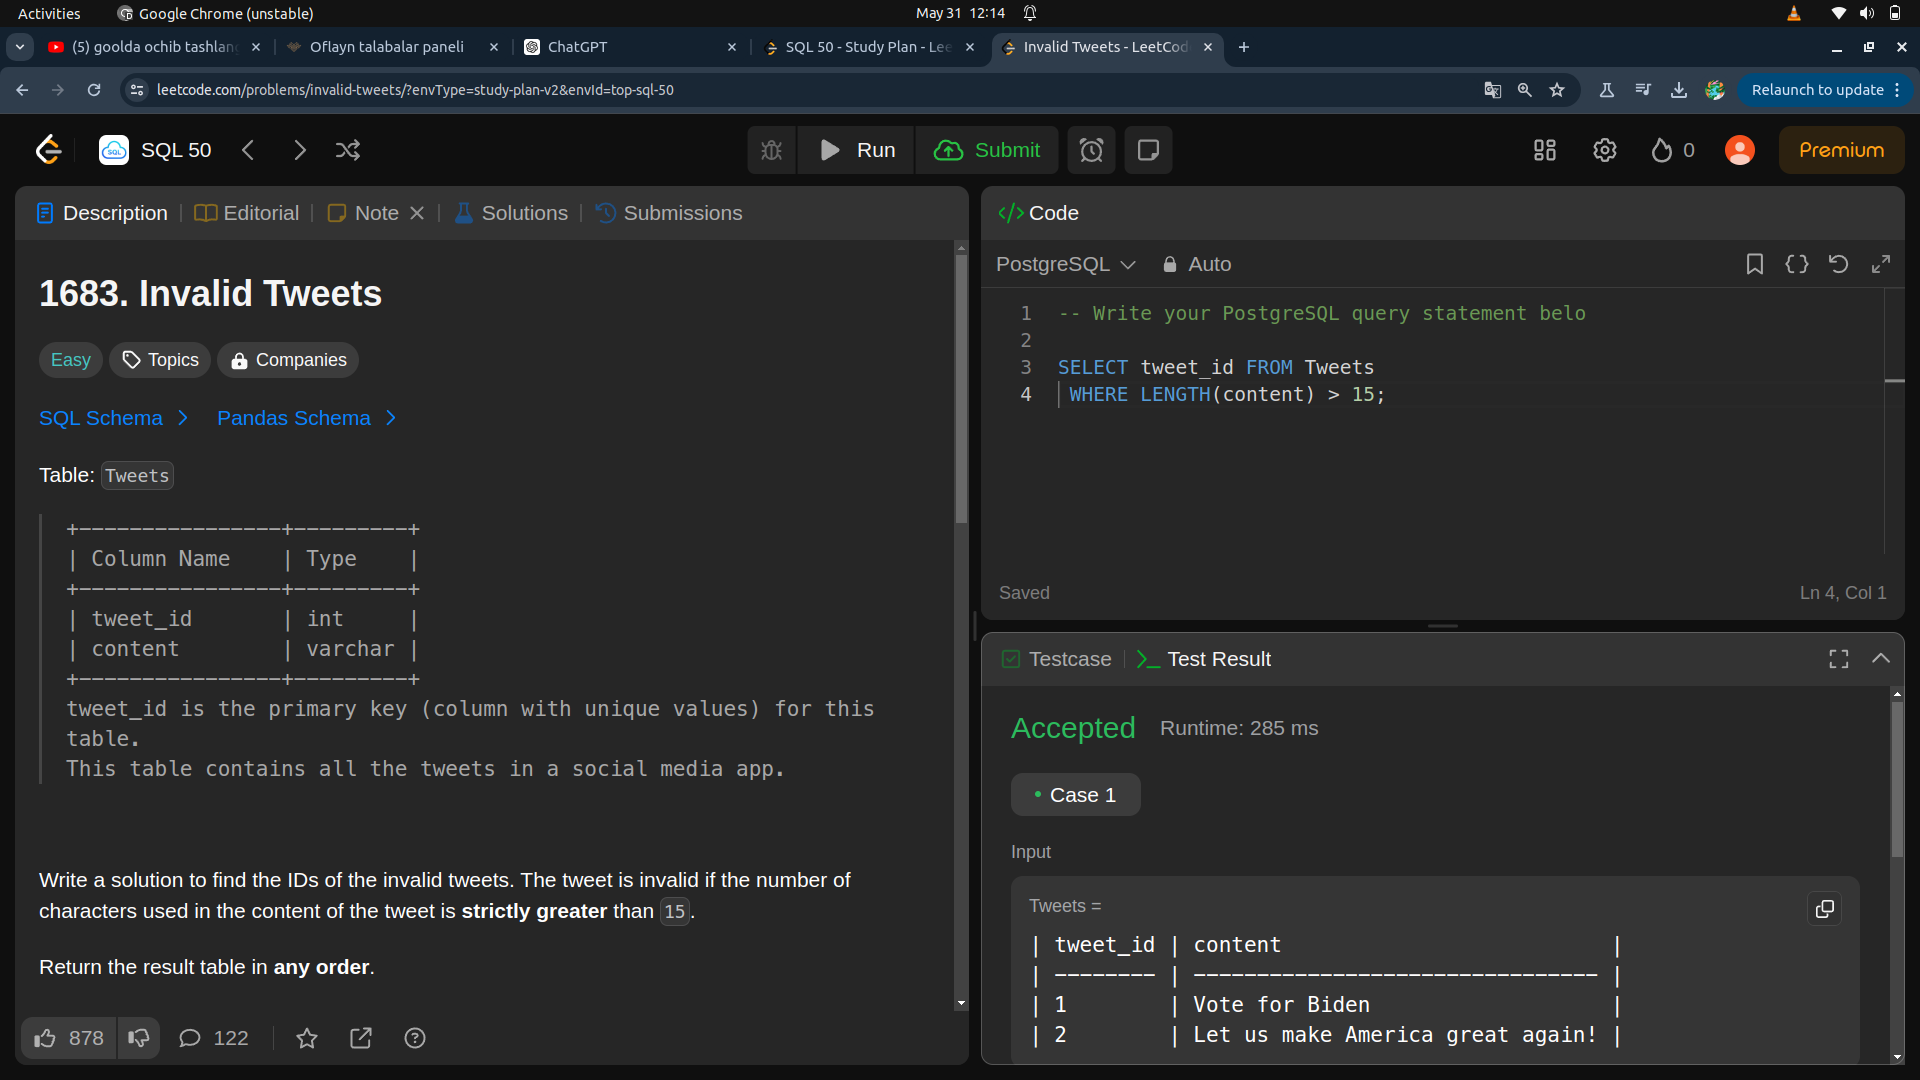 Activities
Google Chrome (unstable)
May 31 12:14
(5) goolda ochib tashlang
Oflayn talabalar paneli
ChatGPT
SQL 50 - Study Plan - Lee
Invalid Tweets - LeetCod
leetcode.com/problems/invalid-tweets/?envType=study-plan-v2&envId=top-sql-50
Relaunch to update
SQL 50
Run
Submit
0
Premium
Description
Editorial
Note
Solutions
Submissions
1683. Invalid Tweets
Easy
Topics
Companies
SQL Schema
Pandas Schema
Table: Tweets
+----------------+---------+
| Column Name    | Type    |
+----------------+---------+
| tweet_id       | int     |
| content        | varchar |
+----------------+---------+
tweet_id is the primary key (column with unique values) for this
table.
This table contains all the tweets in a social media app.
Write a solution to find the IDs of the invalid tweets. The tweet is invalid if the number of
characters used in the content of the tweet is strictly greater than 15.
Return the result table in any order.
878
122
Code
PostgreSQL
Auto
1 -- Write your PostgreSQL query statement belo
2
3 SELECT tweet_id FROM Tweets
4 WHERE LENGTH(content) > 15;
Saved
Ln 4, Col 1
Testcase
Test Result
Accepted
Runtime: 285 ms
Case 1
Input
Tweets =
| tweet_id | content                          |
| -------- | -------------------------------- |
| 1        | Vote for Biden                   |
| 2        | Let us make America great again! |